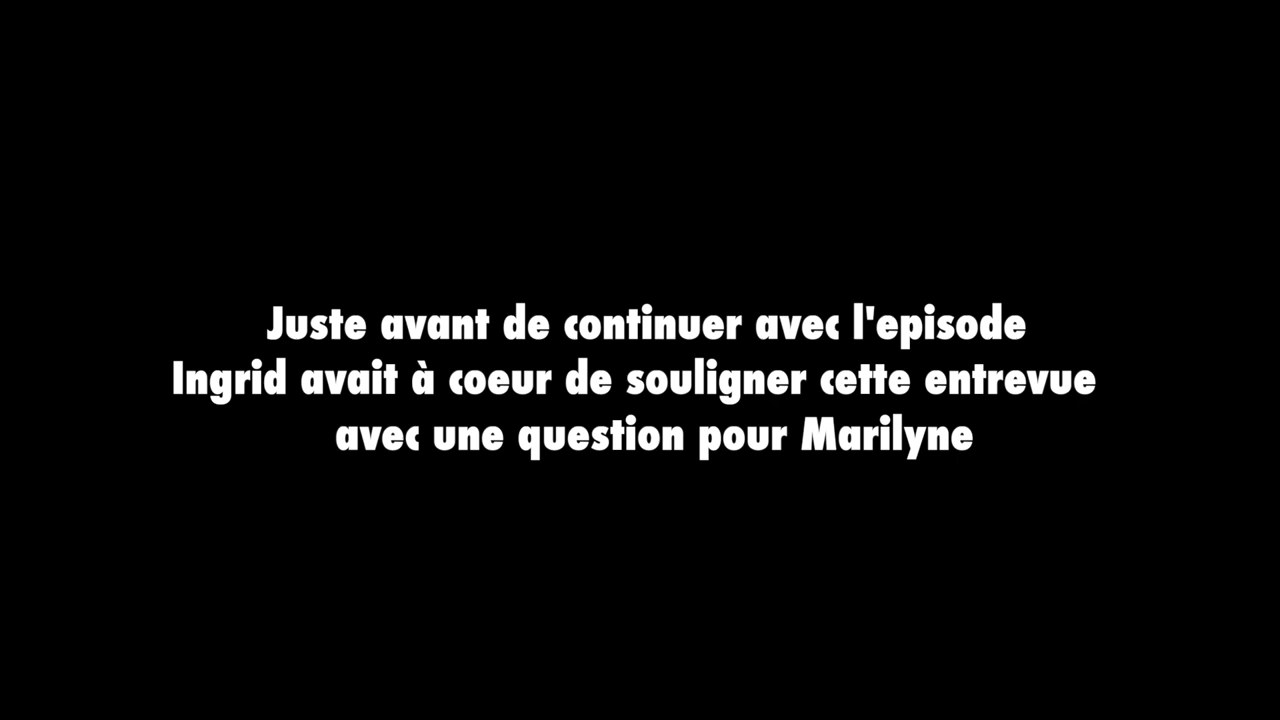 Juste avant de continuer avec l'episode
Ingrid avait à coeur de souligner cette entrevue
avec une question pour Marilyne